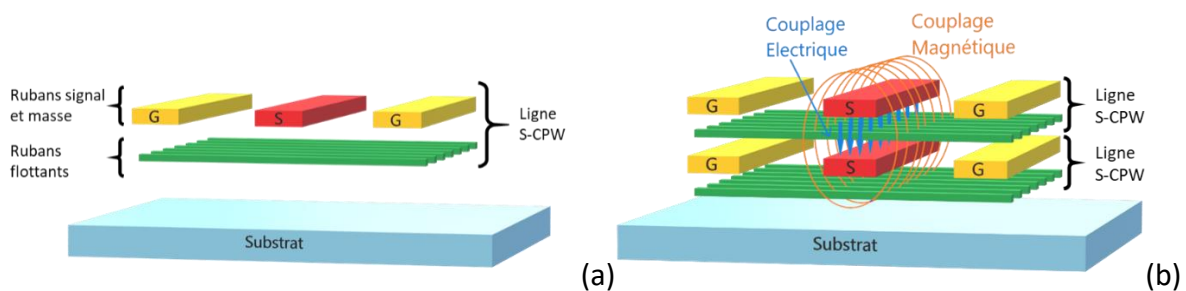 Rubans signal
et masse
G
S
G
Ligne
S-CPW
Rubans
flottants
Substrat
(a)
Couplage
Electrique
Couplage
Magnétique
G
S
G
Ligne
S-CPW
G
S
G
Ligne
S-CPW
Substrat
(b)